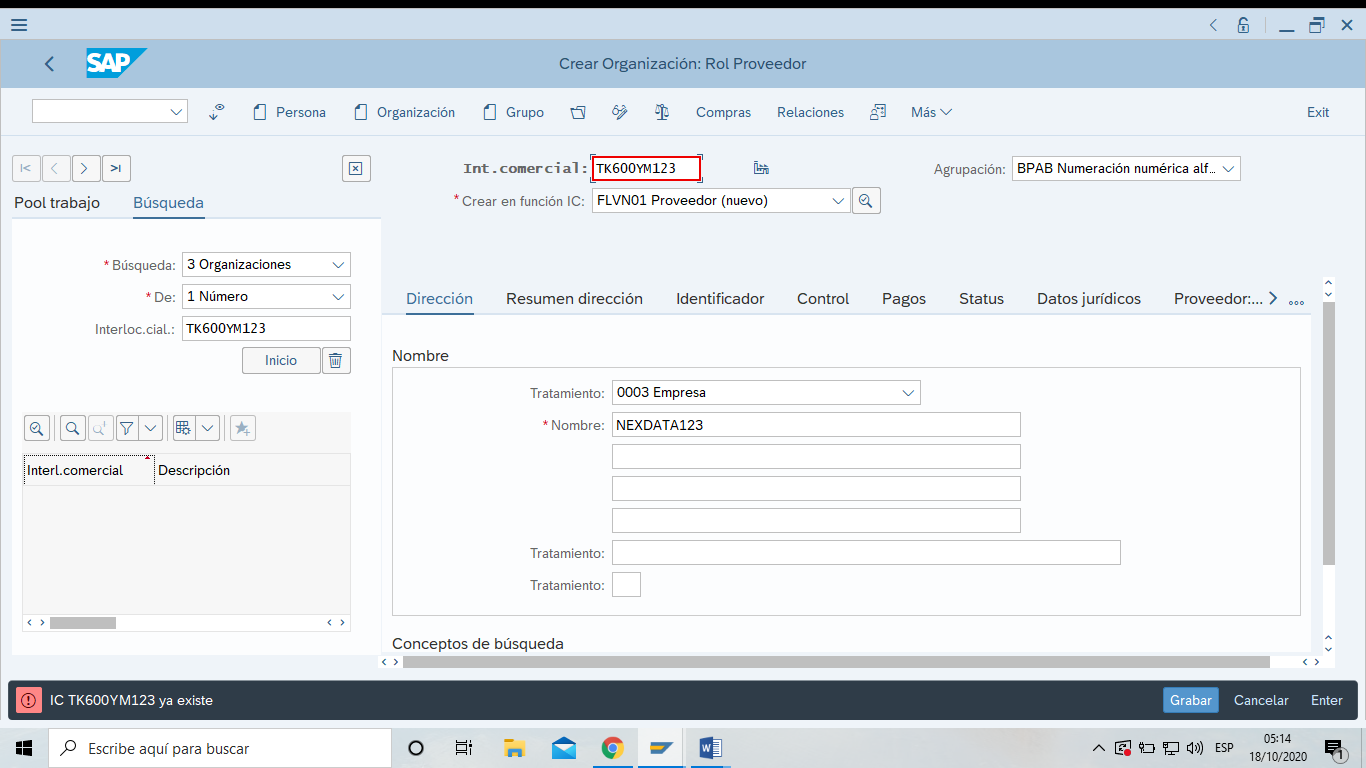 SAP
Crear Organización: Rol Proveedor
Persona
Organización
Grupo
Compras
Relaciones
Más
Exit
Int.comercial: TK600YM123
Agrupación: BPAB Numeración numérica alf...
* Crear en función IC: FLVN01 Proveedor (nuevo)
Pool trabajo
Búsqueda
* Búsqueda: 3 Organizaciones
* De: 1 Número
Interloc.cial.: TK600YM123
Inicio
Interl.comercial
Descripción
Dirección
Resumen dirección
Identificador
Control
Pagos
Status
Datos jurídicos
Proveedor:...
Nombre
Tratamiento: 0003 Empresa
* Nombre: NEXDATA123
Tratamiento:
Tratamiento:
Conceptos de búsqueda
IC TK600YM123 ya existe
Grabar
Cancelar
Enter
Escribe aquí para buscar
ESP
05:14
18/10/2020
1